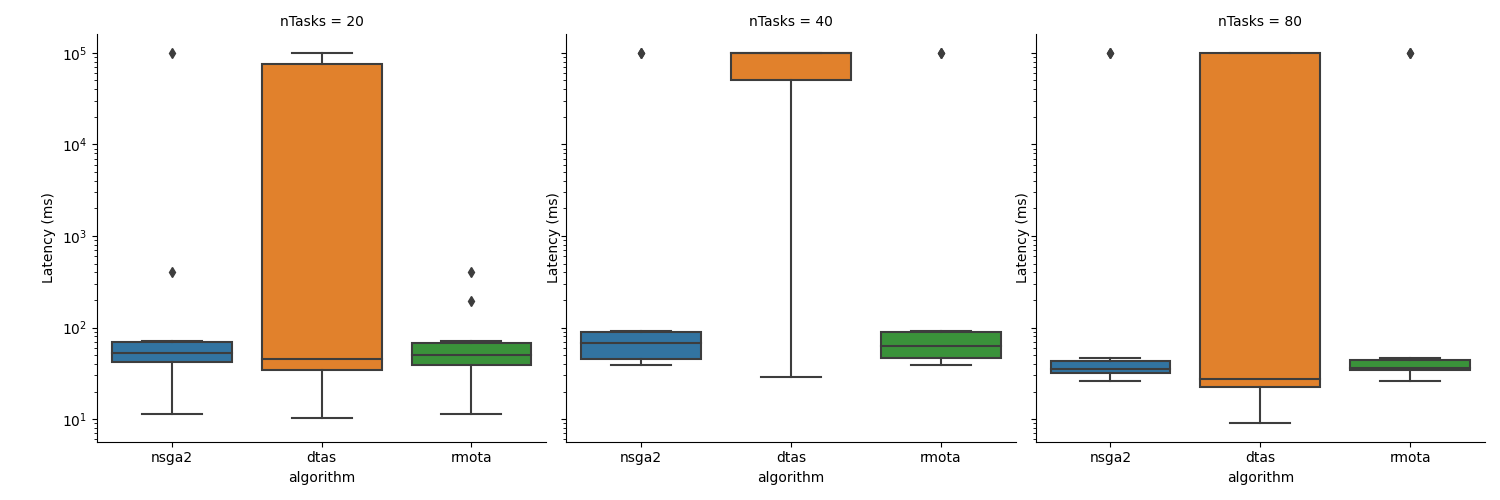 nTasks = 20
nTasks = 40
nTasks = 80
Latency (ms)
10⁵
10⁴
10³
10²
10¹
Latency (ms)
Latency (ms)
nsga2 dtas rmota
nsga2 dtas rmota
nsga2 dtas rmota
algorithm
algorithm
algorithm